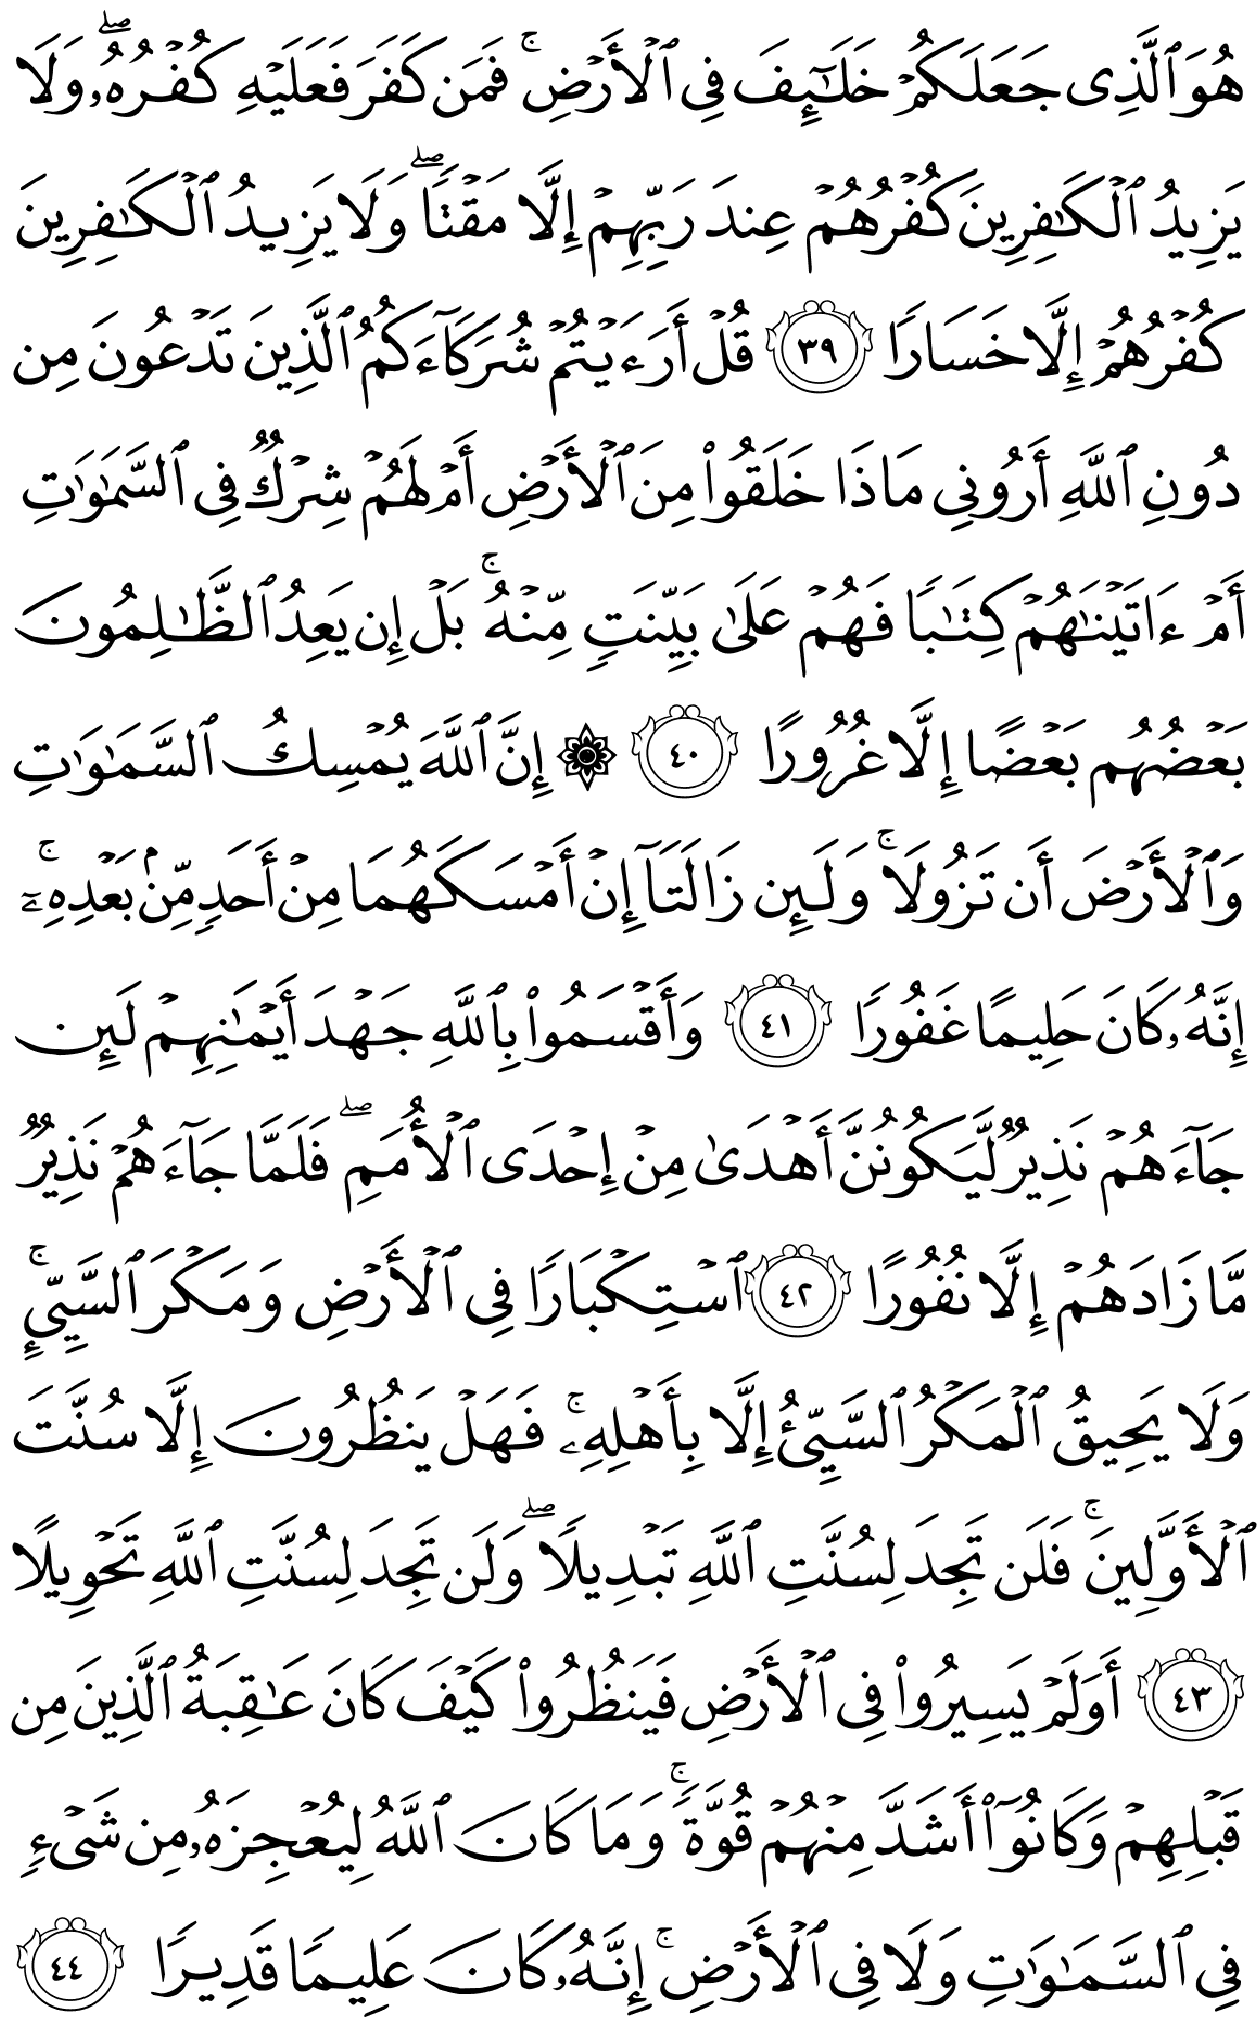 هُوَ ٱلَّذِى جَعَلَكُمْ خَلَـٰٓئِفَ فِى ٱلْأَرْضِ ۚ فَمَن كَفَرَ فَعَلَيْهِ كُفْرُهُۥ ۖ وَلَا
يَزِيدُ ٱلْكَـٰفِرِينَ كُفْرُهُمْ عِندَ رَبِّهِمْ إِلَّا مَقْتًا ۖ وَلَا يَزِيدُ ٱلْكَـٰفِرِينَ
كُفْرُهُمْ إِلَّا خَسَارًا ٣٩ قُلْ أَرَءَيْتُمْ شُرَكَآءَكُمُ ٱلَّذِينَ تَدْعُونَ مِن
دُونِ ٱللَّهِ أَرُونِى مَاذَا خَلَقُوا۟ مِنَ ٱلْأَرْضِ أَمْ لَهُمْ شِرْكٌ فِى ٱلسَّمَـٰوَٰتِ
أَمْ ءَاتَيْنَـٰهُمْ كِتَـٰبًا فَهُمْ عَلَىٰ بَيِّنَتٍ مِّنْهُ ۚ بَلْ إِن يَعِدُ ٱلظَّـٰلِمُونَ
بَعْضُهُم بَعْضًا إِلَّا غُرُورًا ٤٠ ۞ إِنَّ ٱللَّهَ يُمْسِكُ ٱلسَّمَـٰوَٰتِ
وَٱلْأَرْضَ أَن تَزُولَا ۚ وَلَئِن زَالَتَآ إِنْ أَمْسَكَهُمَا مِنْ أَحَدٍ مِّنۢ بَعْدِهِۦٓ ۚ
إِنَّهُۥ كَانَ حَلِيمًا غَفُورًا ٤١ وَأَقْسَمُوا۟ بِٱللَّهِ جَهْدَ أَيْمَـٰنِهِمْ لَئِن
جَآءَهُمْ نَذِيرٌ لَّيَكُونُنَّ أَهْدَىٰ مِنْ إِحْدَى ٱلْأُمَمِ ۖ فَلَمَّا جَآءَهُمْ نَذِيرٌ
مَّا زَادَهُمْ إِلَّا نُفُورًا ٤٢ ٱسْتِكْبَارًا فِى ٱلْأَرْضِ وَمَكْرَ ٱلسَّيِّئِ ۚ
وَلَا يَحِيقُ ٱلْمَكْرُ ٱلسَّيِّئُ إِلَّا بِأَهْلِهِۦ ۚ فَهَلْ يَنظُرُونَ إِلَّا سُنَّتَ
ٱلْأَوَّلِينَ ۚ فَلَن تَجِدَ لِسُنَّتِ ٱللَّهِ تَبْدِيلًا ۖ وَلَن تَجِدَ لِسُنَّتِ ٱللَّهِ تَحْوِيلًا
٤٣ أَوَلَمْ يَسِيرُوا۟ فِى ٱلْأَرْضِ فَيَنظُرُوا۟ كَيْفَ كَانَ عَـٰقِبَةُ ٱلَّذِينَ مِن
قَبْلِهِمْ وَكَانُوٓا۟ أَشَدَّ مِنْهُمْ قُوَّةً ۚ وَمَا كَانَ ٱللَّهُ لِيُعْجِزَهُۥ مِن شَىْءٍ
فِى ٱلسَّمَـٰوَٰتِ وَلَا فِى ٱلْأَرْضِ ۚ إِنَّهُۥ كَانَ عَلِيمًا قَدِيرًا ٤٤